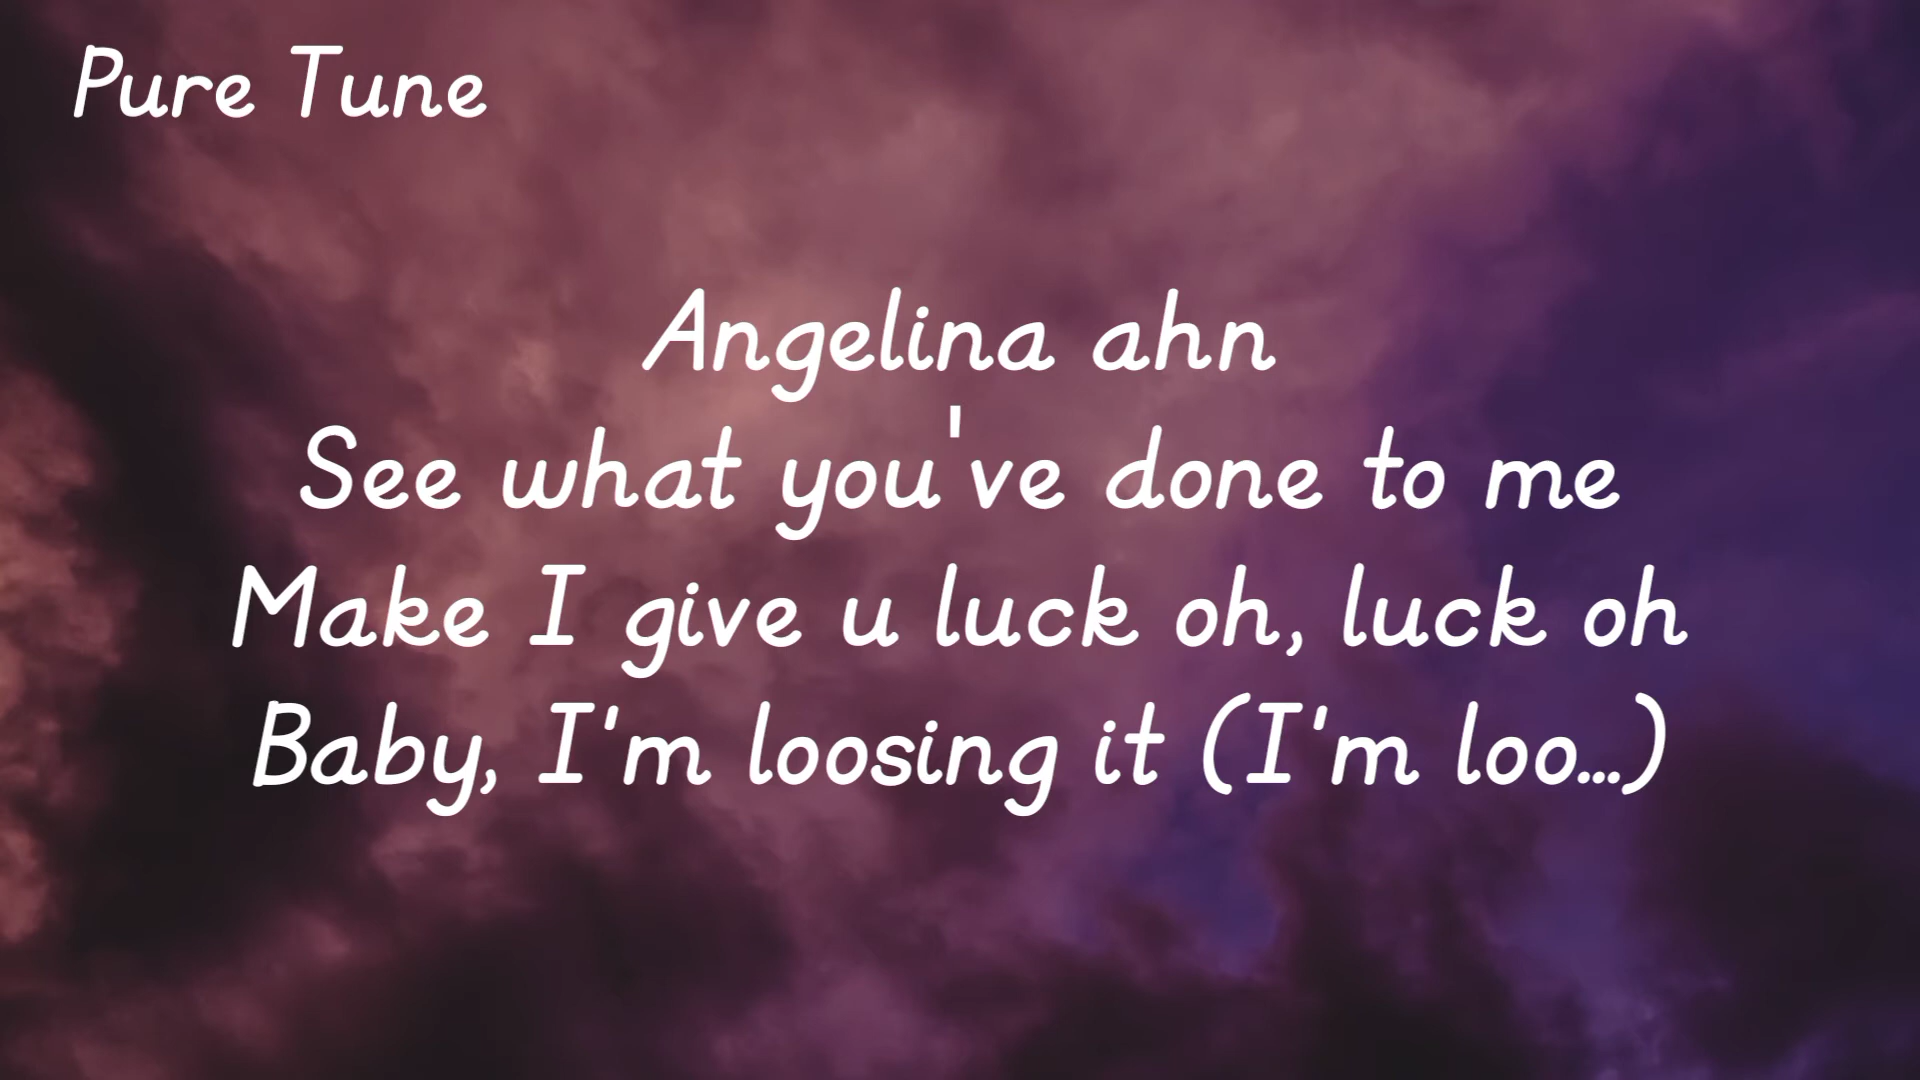 Pure Tune
Angelina ahn
See what you've done to me
Make I give u luck oh, luck oh
Baby, I'm loosing it (I'm loo...)